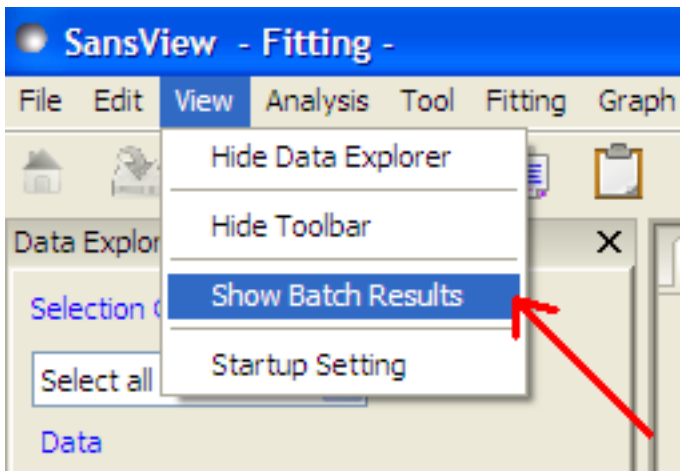 SansView - Fitting -
File Edit View Analysis Tool Fitting Graph
Hide Data Explorer
Hide Toolbar
Data Explor
Show Batch Results
Selection
Startup Setting
Select all
Data